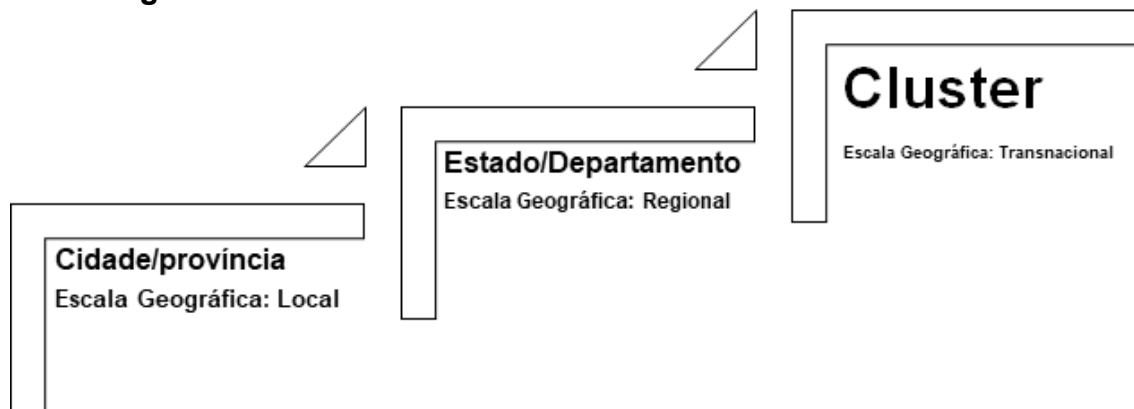 Cluster
Escala Geográfica: Transnacional
Estado/Departamento
Escala Geográfica: Regional
Cidade/província
Escala Geográfica: Local